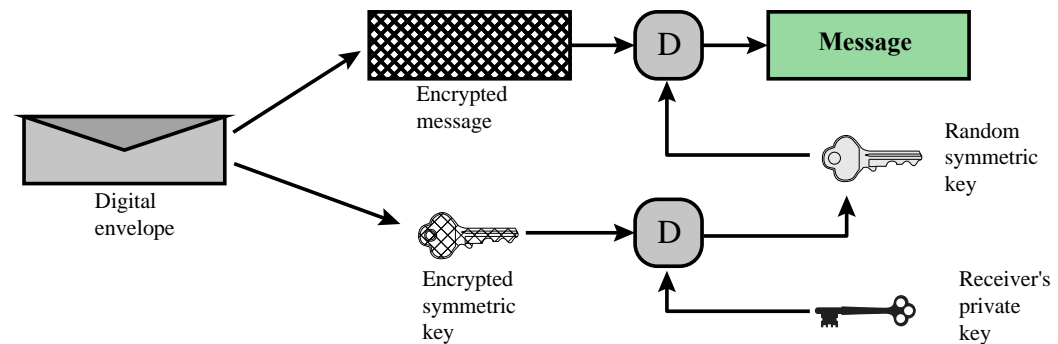 D
Message
Encrypted
message
Random
symmetric
key
Digital
envelope
D
Encrypted
symmetric
key
Receiver's
private
key